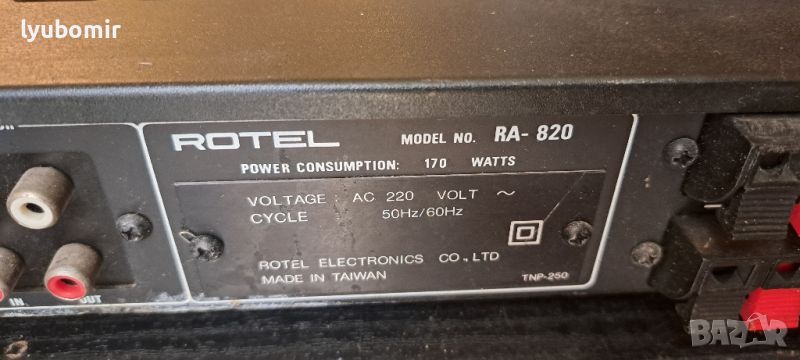 lyubomir
ROTEL MODEL NO. RA- 820
POWER CONSUMPTION: 170 WATTS
VOLTAGE : AC 220 VOLT ~
CYCLE 50Hz/60Hz
ROTEL ELECTRONICS CO., LTD
MADE IN TAIWAN TNP-250
IN OUT
BAZAR